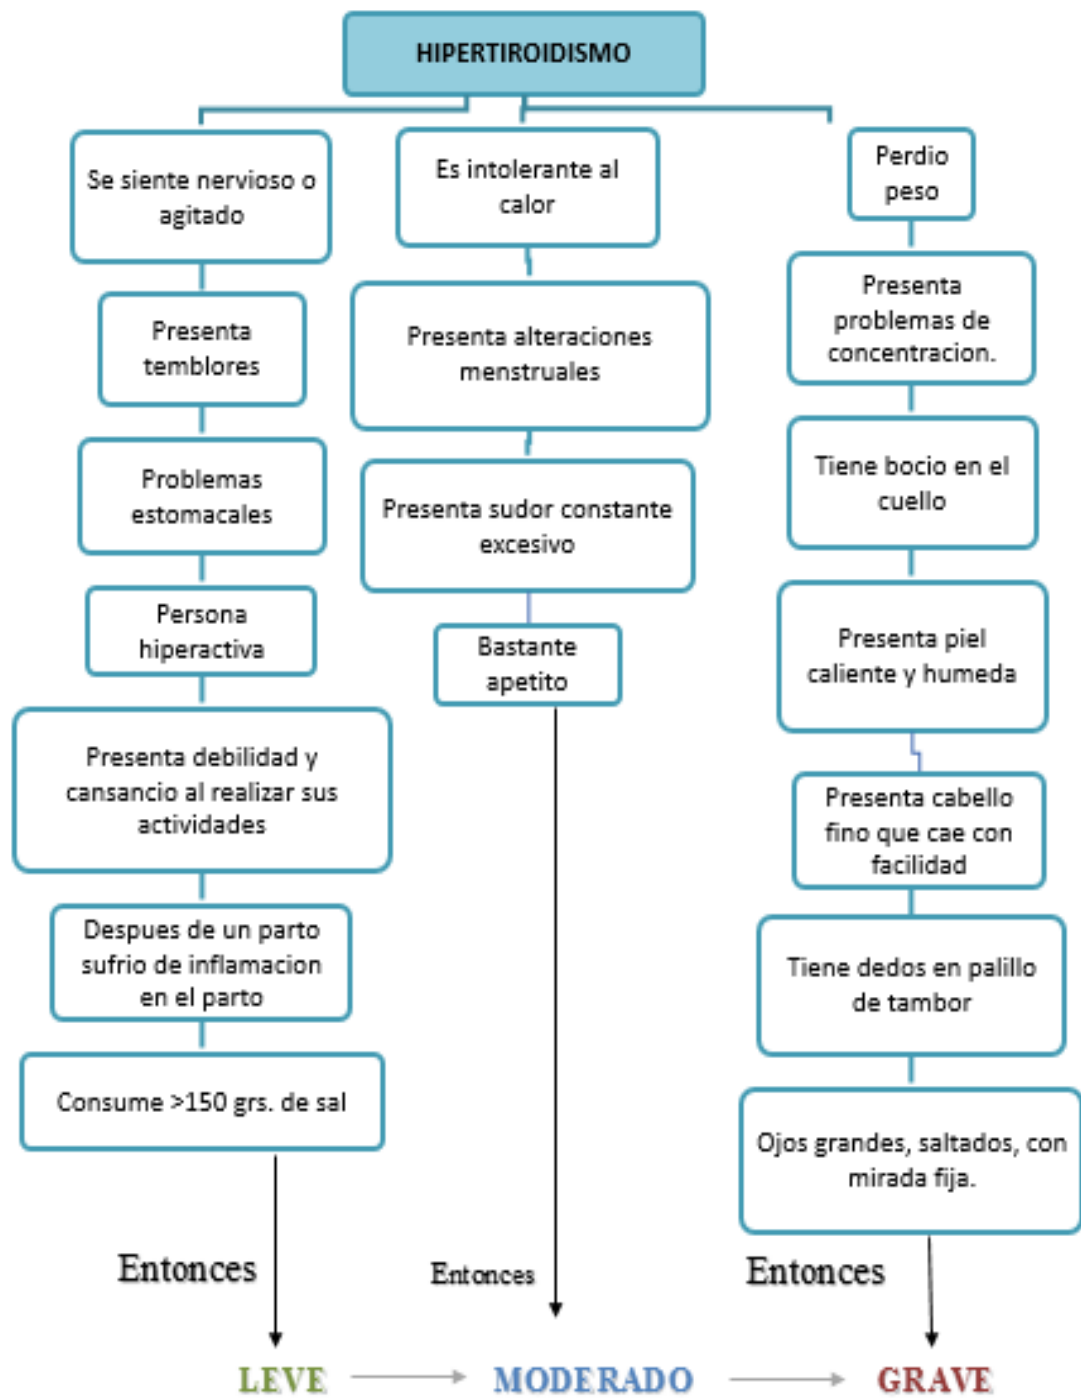 HIPERTIROIDISMO
Se siente nervioso o
agitado
Presenta
temblores
Problemas
estomacales
Persona
hiperactiva
Presenta debilidad y
cansancio al realizar sus
actividades
Despues de un parto
sufrio de inflamacion
en el parto
Consume >150 grs. de sal
Entonces
LEVE
Es intolerante al
calor
Presenta alteraciones
menstruales
Presenta sudor constante
excesivo
Bastante
apetito
Entonces
MODERADO
Perdio
peso
Presenta
problemas de
concentracion.
Tiene bocio en el
cuello
Presenta piel
caliente y humeda
Presenta cabello
fino que cae con
facilidad
Tiene dedos en palillo
de tambor
Ojos grandes, saltados, con
mirada fija.
Entonces
GRAVE